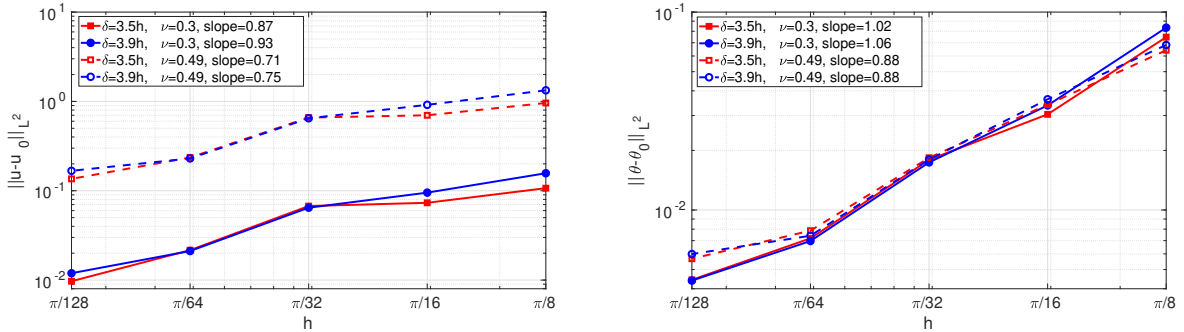 δ=3.5h, ν=0.3, slope=0.87
δ=3.9h, ν=0.3, slope=0.93
δ=3.5h, ν=0.49, slope=0.71
δ=3.9h, ν=0.49, slope=0.75
10^1
10^0
10^-1
10^-2
||u-u_0||_L^2
π/128 π/64 π/32 π/16 π/8
h
δ=3.5h, ν=0.3, slope=1.02
δ=3.9h, ν=0.3, slope=1.06
δ=3.5h, ν=0.49, slope=0.88
δ=3.9h, ν=0.49, slope=0.88
10^-1
10^-2
||θ-θ_0||_L^2
π/128 π/64 π/32 π/16 π/8
h